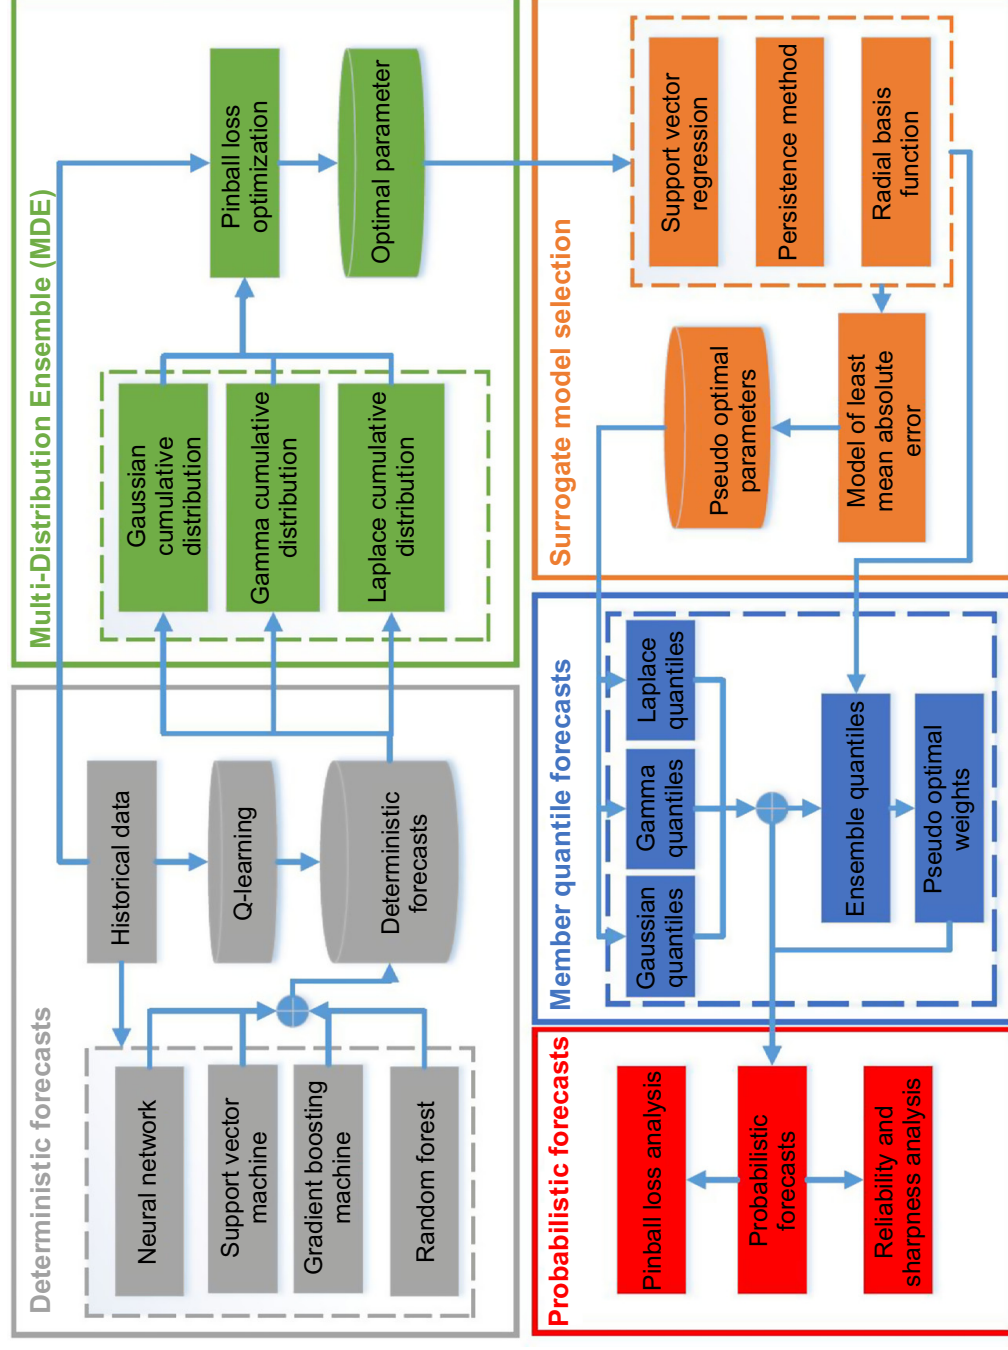 Deterministic forecasts
Neural network
Support vector
machine
Gradient boosting
machine
Random forest
Historical data
Q-learning
Deterministic
forecasts
Multi-Distribution Ensemble (MDE)
Gaussian
cumulative
distribution
Gamma cumulative
distribution
Laplace cumulative
distribution
Pinball loss
optimization
Optimal parameter
Probabilistic forecasts
Pinball loss analysis
Probabilistic
forecasts
Reliability and
sharpness analysis
Member quantile forecasts
Gaussian
quantiles
Gamma
quantiles
Laplace
quantiles
Ensemble quantiles
Pseudo optimal
weights
Surrogate model selection
Pseudo optimal
parameters
Model of least
mean absolute
error
Support vector
regression
Persistence method
Radial basis
function